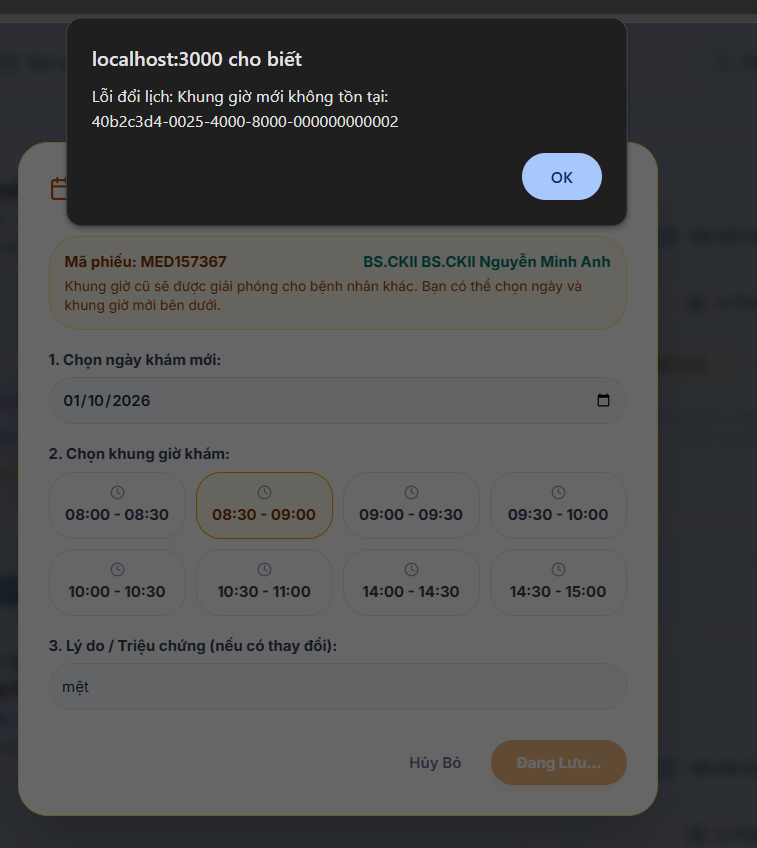 localhost:3000 cho biết
Lỗi đổi lịch: Khung giờ mới không tồn tại:
40b2c3d4-0025-4000-8000-000000000002
OK
Mã phiếu: MED157367
BS.CKII BS.CKII Nguyễn Minh Anh
Khung giờ cũ sẽ được giải phóng cho bệnh nhân khác. Bạn có thể chọn ngày và
khung giờ mới bên dưới.
1. Chọn ngày khám mới:
01/10/2026
2. Chọn khung giờ khám:
08:00 - 08:30
08:30 - 09:00
09:00 - 09:30
09:30 - 10:00
10:00 - 10:30
10:30 - 11:00
14:00 - 14:30
14:30 - 15:00
3. Lý do / Triệu chứng (nếu có thay đổi):
mệt
Hủy Bỏ
Đang Lưu...